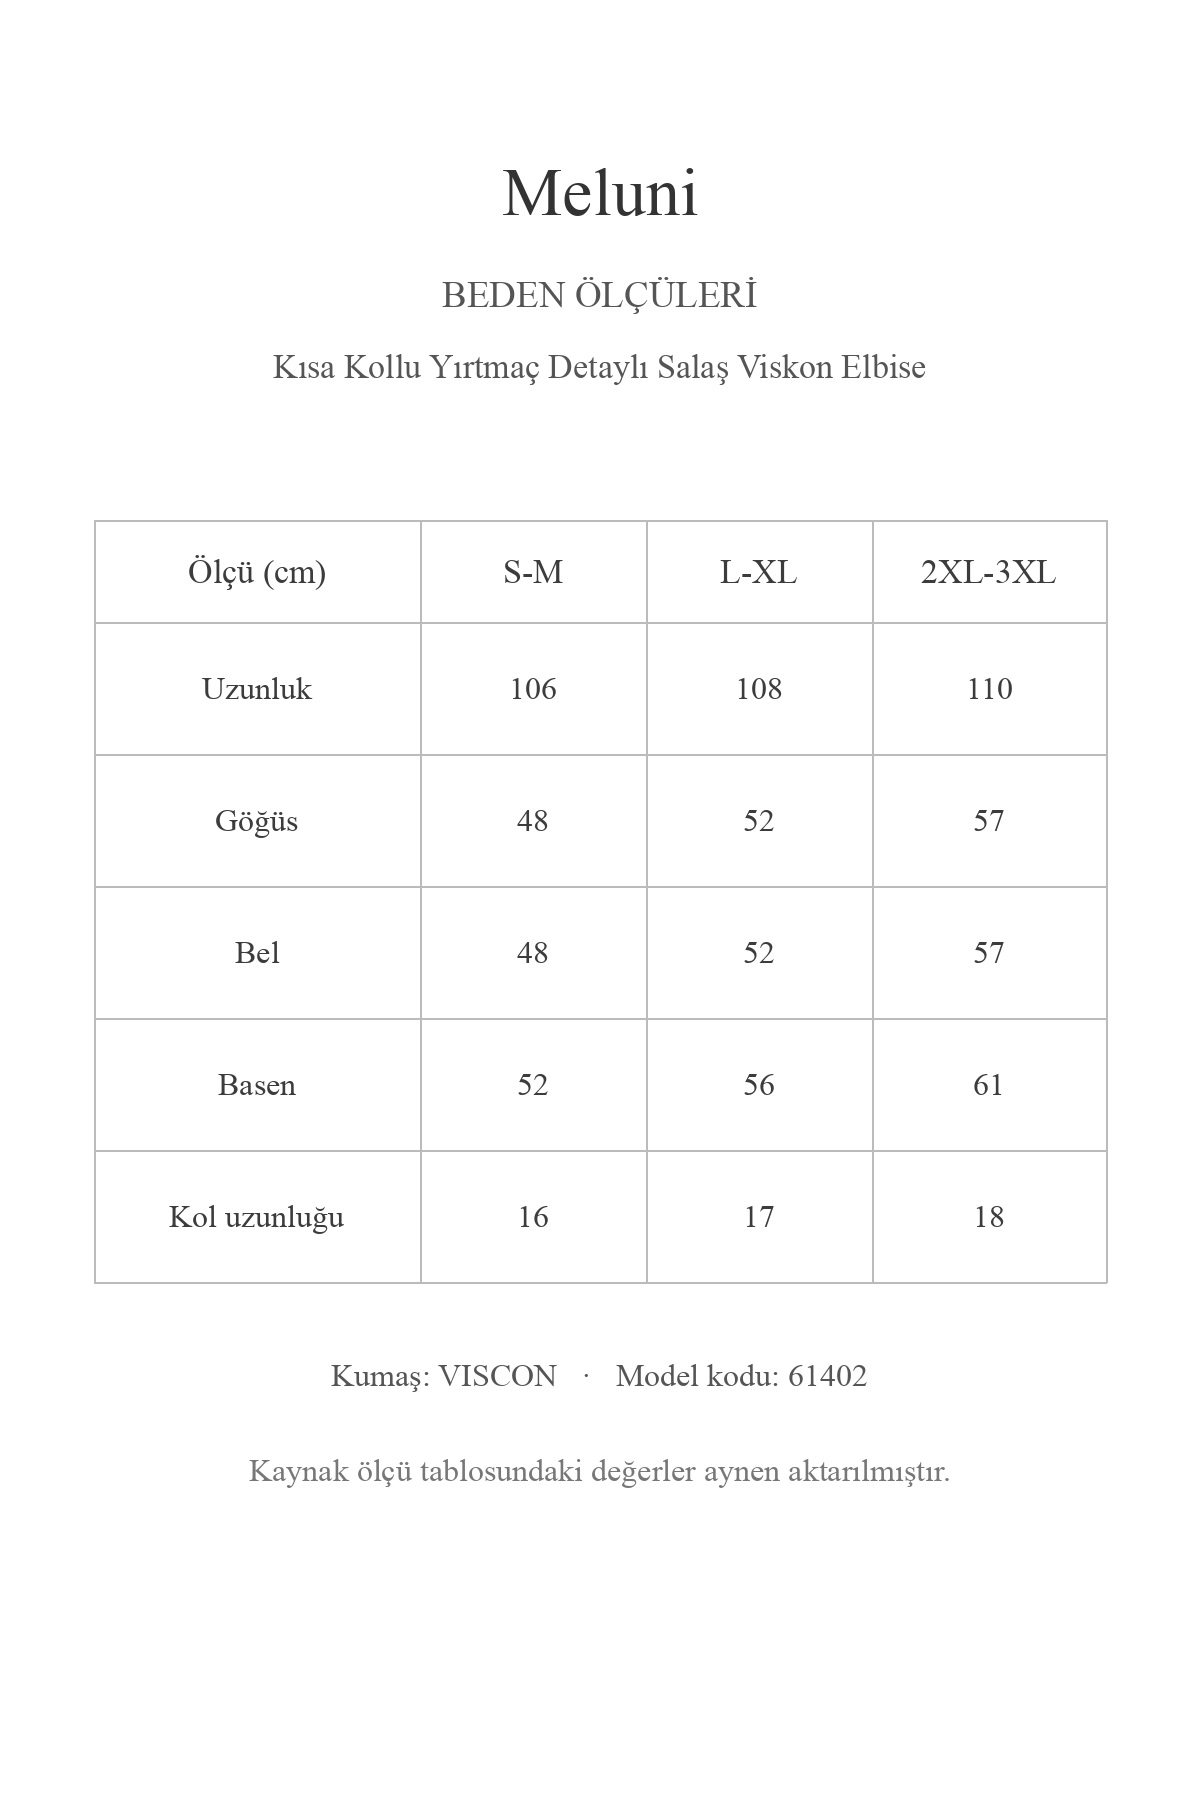 Meluni
BEDEN ÖLÇÜLERİ
Kısa Kollu Yırtmaç Detaylı Salaş Viskon Elbise
Ölçü (cm) S-M L-XL 2XL-3XL
Uzunluk 106 108 110
Göğüs 48 52 57
Bel 48 52 57
Basen 52 56 61
Kol uzunluğu 16 17 18
Kumaş: VISCON · Model kodu: 61402
Kaynak ölçü tablosundaki değerler aynen aktarılmıştır.